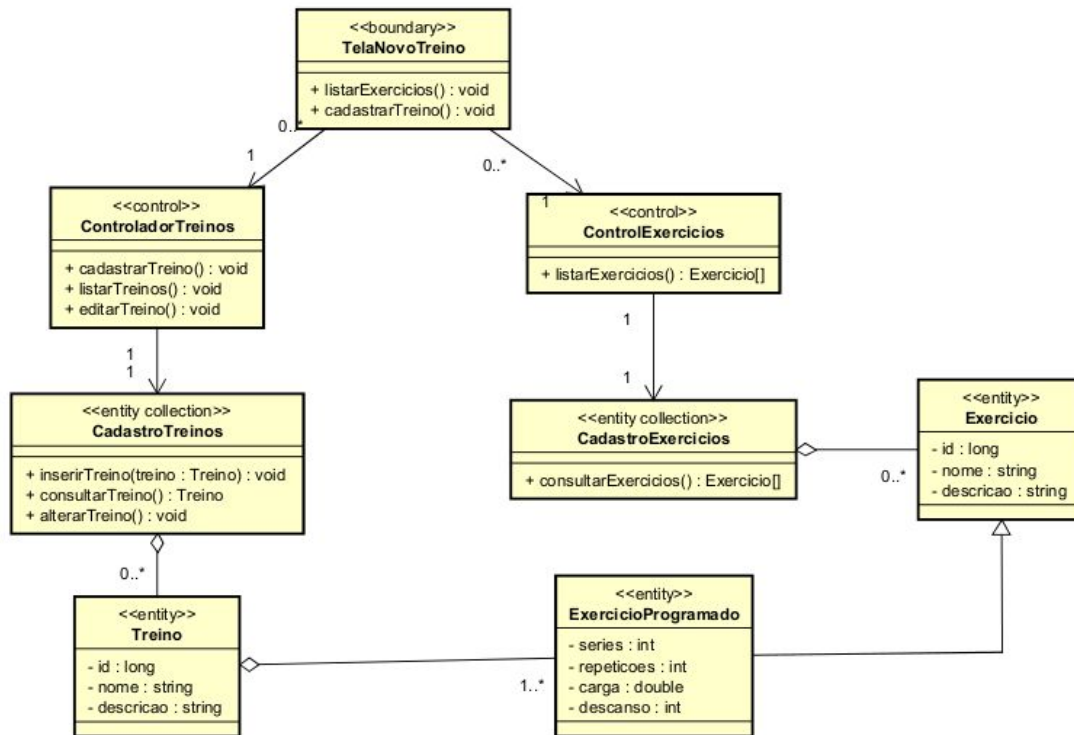 <<boundary>>
TelaNovoTreino
+ listarExercicios() : void
+ cadastrarTreino() : void
0..*
1
0..*
1
<<control>>
ControladorTreinos
+ cadastrarTreino() : void
+ listarTreinos() : void
+ editarTreino() : void
<<control>>
ControlExercicios
+ listarExercicios() : Exercicio[]
1
1
1
1
<<entity collection>>
CadastroTreinos
+ inserirTreino(treino : Treino) : void
+ consultarTreino() : Treino
+ alterarTreino() : void
<<entity collection>>
CadastroExercicios
+ consultarExercicios() : Exercicio[]
<<entity>>
Exercicio
- id : long
- nome : string
- descricao : string
0..*
0..*
<<entity>>
Treino
- id : long
- nome : string
- descricao : string
1..*
<<entity>>
ExercicioProgramado
- series : int
- repeticoes : int
- carga : double
- descanso : int